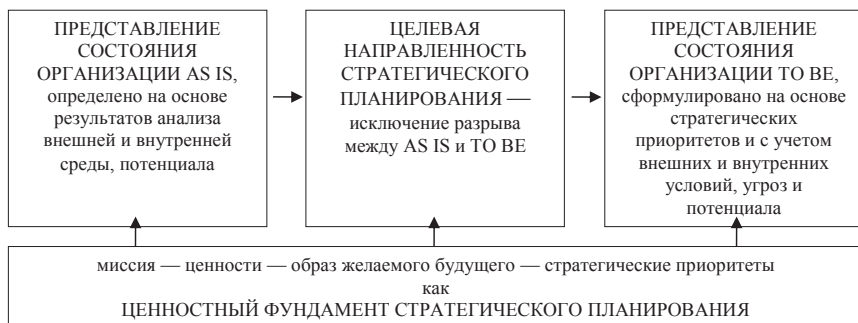 ПРЕДСТАВЛЕНИЕ
СОСТОЯНИЯ
ОРГАНИЗАЦИИ AS IS,
определено на основе
результатов анализа
внешней и внутренней
среды, потенциала
ЦЕЛЕВАЯ
НАПРАВЛЕННОСТЬ
СТРАТЕГИЧЕСКОГО
ПЛАНИРОВАНИЯ —
исключение разрыва
между AS IS и TO BE
ПРЕДСТАВЛЕНИЕ
СОСТОЯНИЯ
ОРГАНИЗАЦИИ TO BE,
сформулировано на основе
стратегических
приоритетов и с учетом
внешних и внутренних
условий, угроз и
потенциала
миссия — ценности — образ желаемого будущего — стратегические приоритеты
как
ЦЕННОСТНЫЙ ФУНДАМЕНТ СТРАТЕГИЧЕСКОГО ПЛАНИРОВАНИЯ